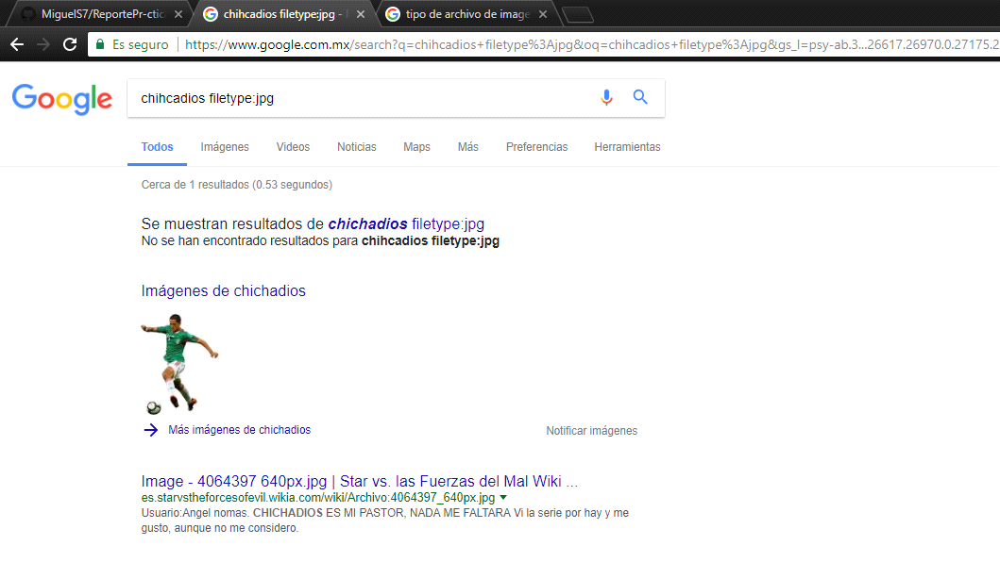 MiguelS7/ReportePr-ctic
chihcadios filetype:jpg -
tipo de archivo de image
Es seguro
https://www.google.com.mx/search?q=chihcadios+filetype%3Ajpg&oq=chihcadios+filetype%3Ajpg&gs_l=psy-ab.3...26617.26970.0.27175.2
Google
chihcadios filetype:jpg
Todos
Imágenes
Videos
Noticias
Maps
Más
Preferencias
Herramientas
Cerca de 1 resultados (0.53 segundos)
Se muestran resultados de chichadios filetype:jpg
No se han encontrado resultados para chihcadios filetype:jpg
Imágenes de chichadios
Más imágenes de chichadios
Notificar imágenes
Image - 4064397 640px.jpg | Star vs. las Fuerzas del Mal Wiki ...
es.starvstheforcesofevil.wikia.com/wiki/Archivo:4064397_640px.jpg
Usuario:Angel nomas. CHICHADIOS ES MI PASTOR, NADA ME FALTARA Vi la serie por hay y me
gusto, aunque no me considero.